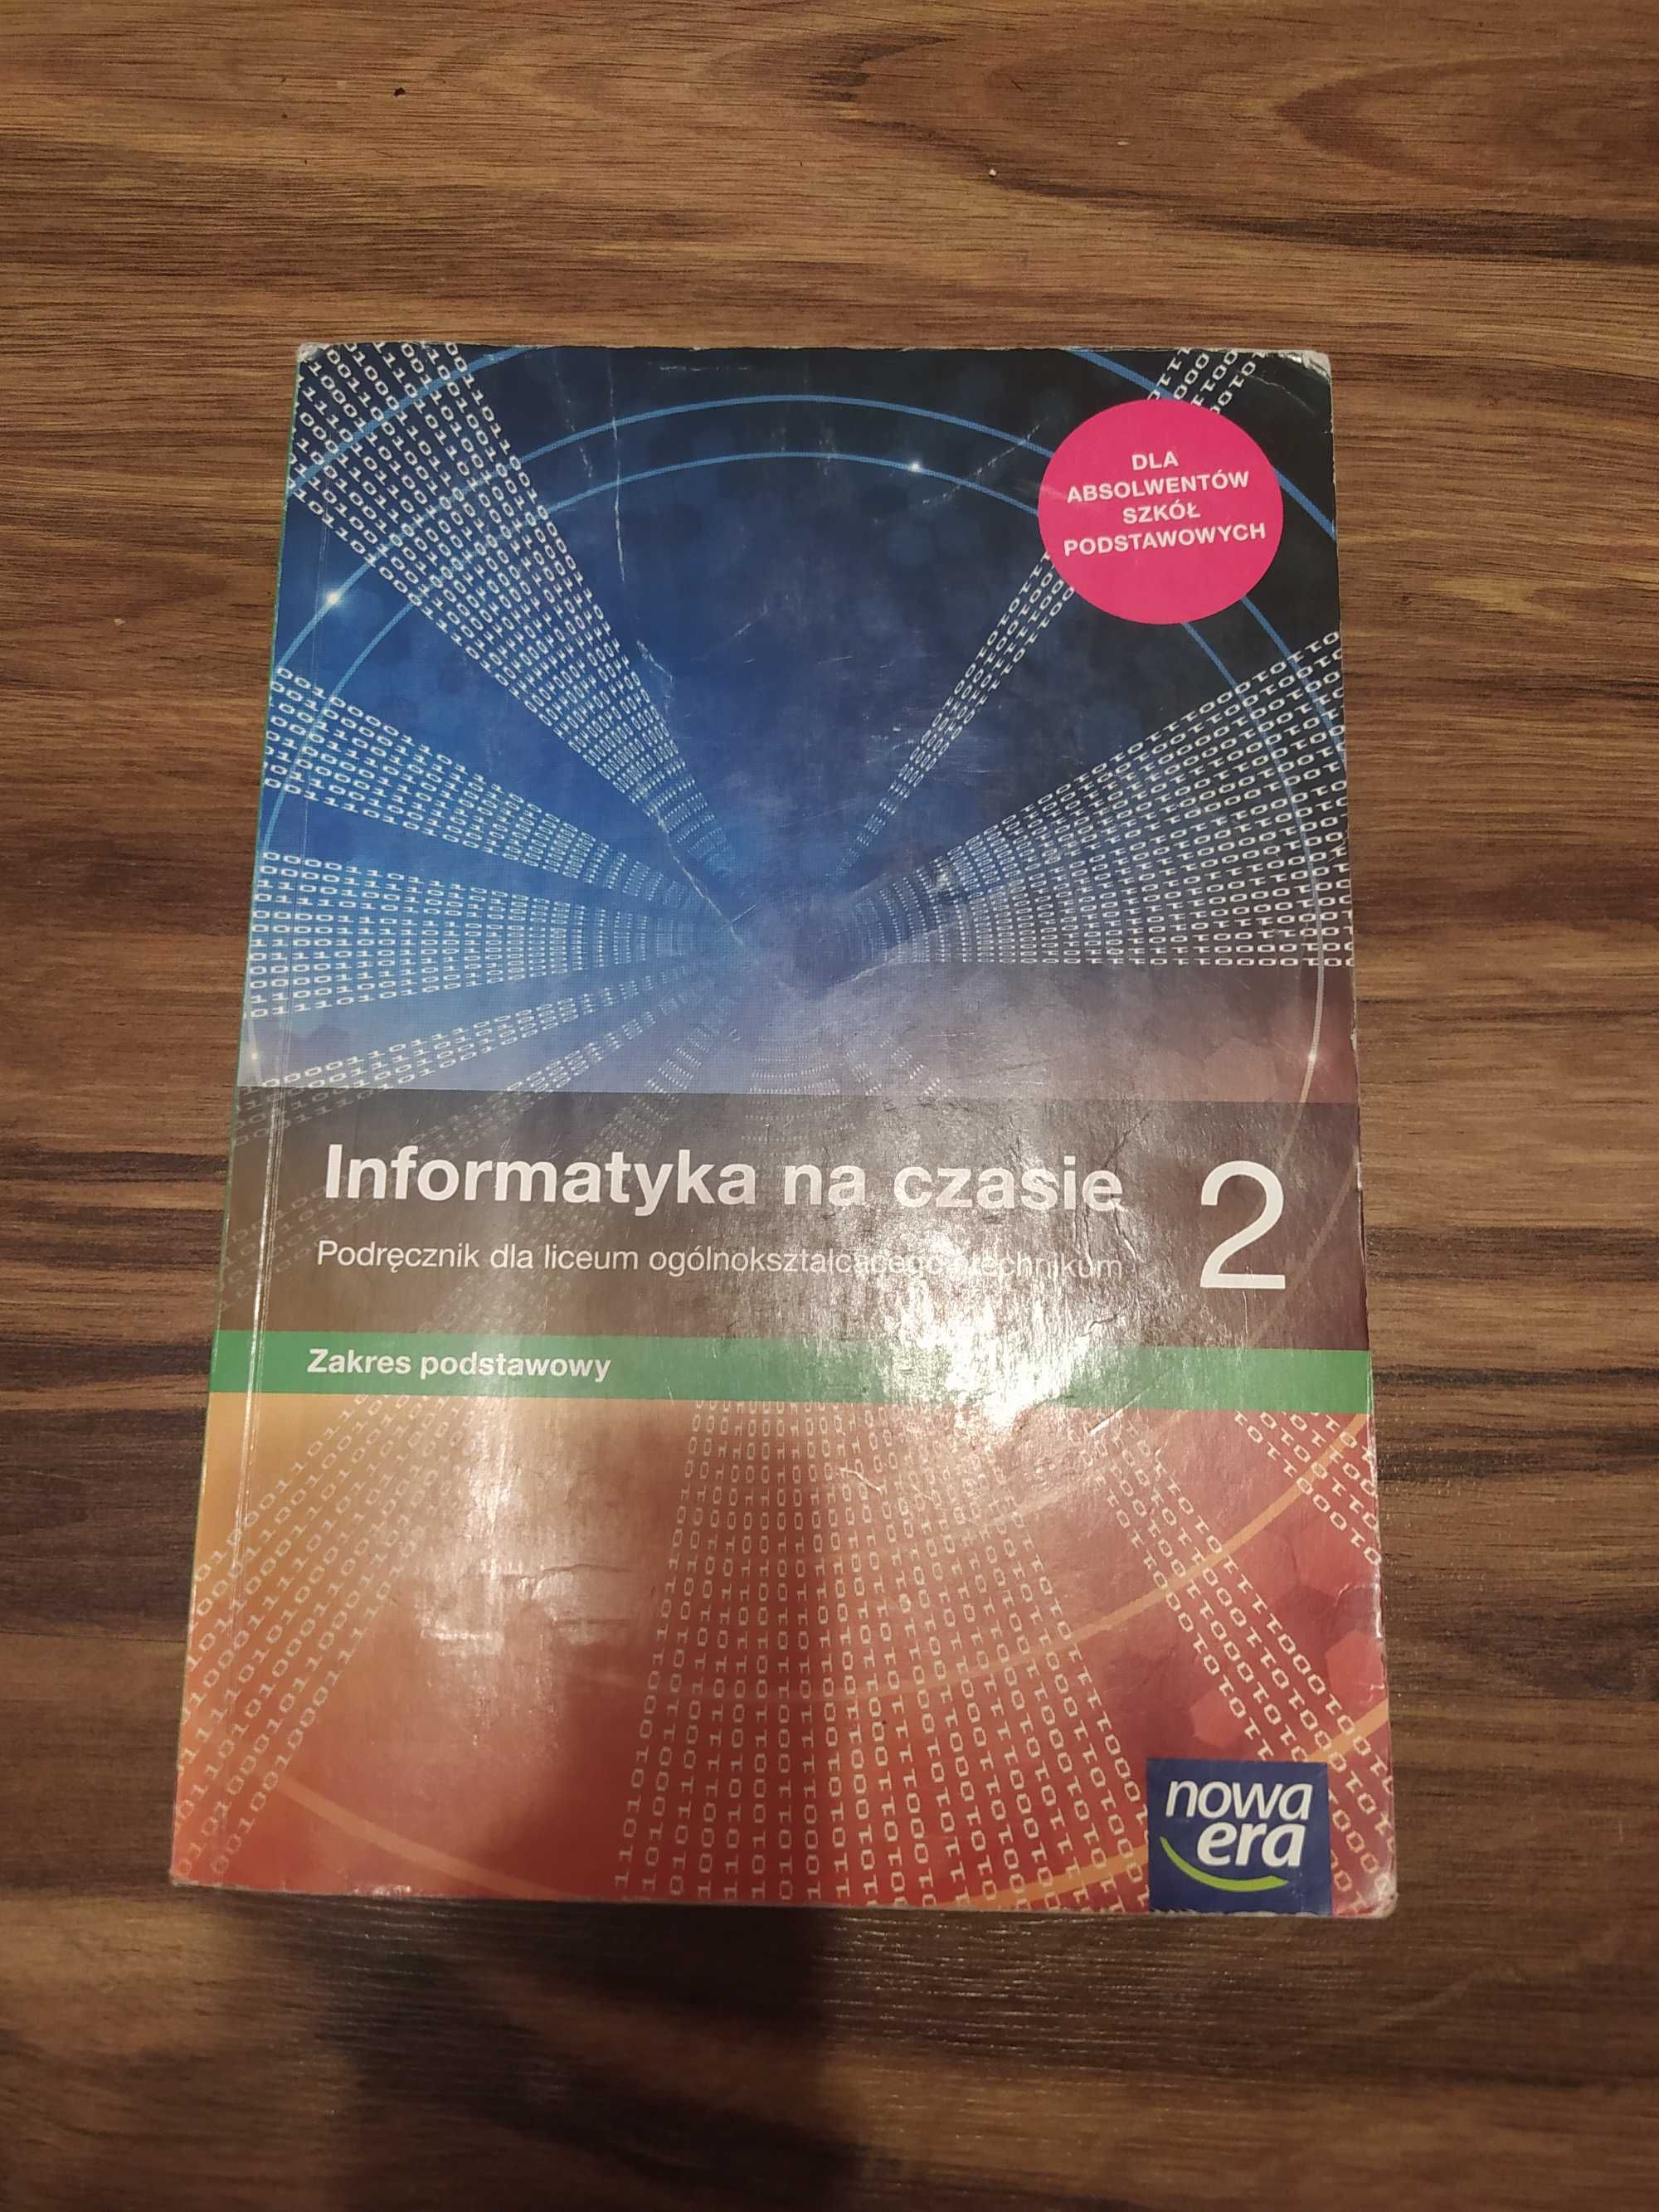 DLA
ABSOLWENTÓW
SZKÓŁ
PODSTAWOWYCH
Informatyka na czasie 2
Podręcznik dla liceum ogólnokształcącego i technikum
Zakres podstawowy
nowa
era